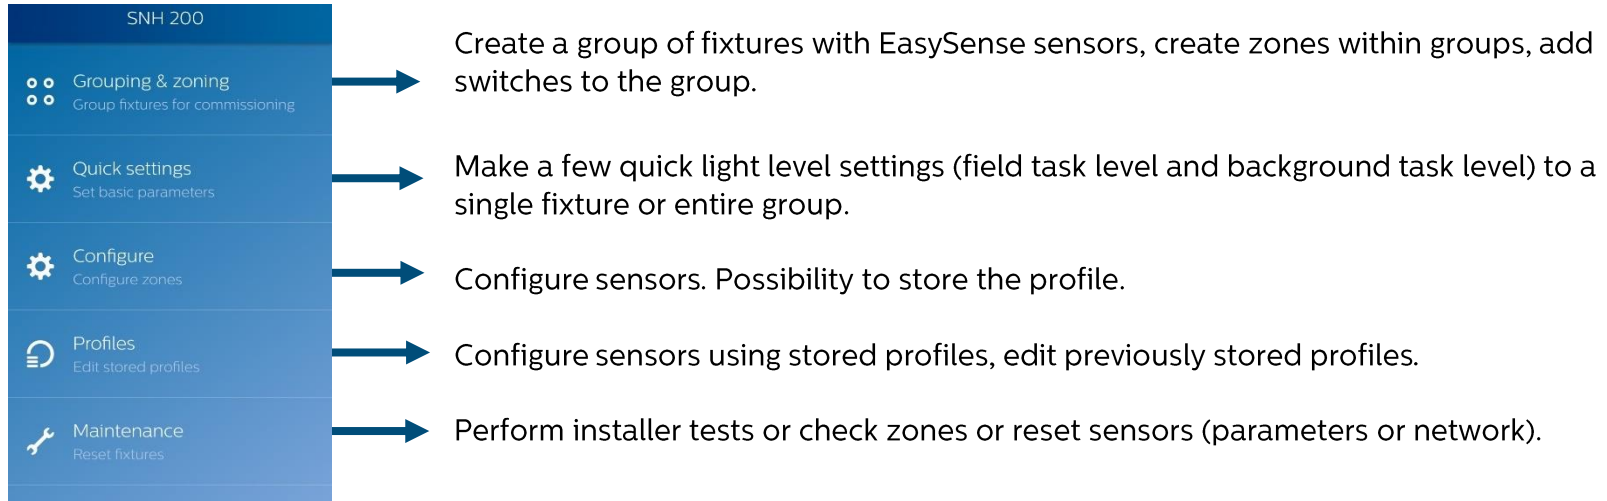 SNH 200
Grouping & zoning
Group fixtures for commissioning
Create a group of fixtures with EasySense sensors, create zones within groups, add
switches to the group.
Quick settings
Set basic parameters
Make a few quick light level settings (field task level and background task level) to a
single fixture or entire group.
Configure
Configure zones
Configure sensors. Possibility to store the profile.
Profiles
Edit stored profiles
Configure sensors using stored profiles, edit previously stored profiles.
Maintenance
Reset fixtures
Perform installer tests or check zones or reset sensors (parameters or network).